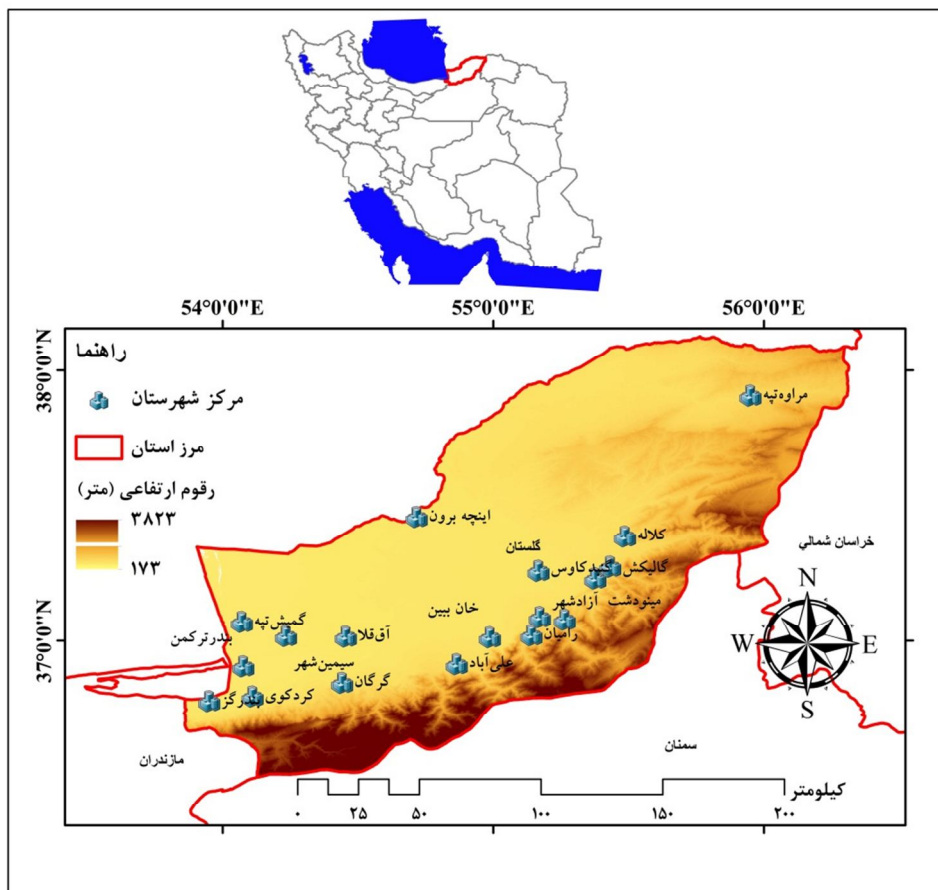 54°0'0"E 55°0'0"E 56°0'0"E
38°0'0"N
37°0'0"N
راهنما
مرکز شهرستان
مرز استان
رقوم ارتفاعی (متر)
۳۸۲۳
۱۷۳
مراوه‌تپه
اینچه برون
کلاله
گلستان
خراسان شمالي
گالیکش
گنبدکاوس
مینودشت
آزادشهر
خان ببین
رامیان
گمیش‌تپه
آق‌قلا
بندرترکمن
علی‌آباد
سیمین‌شهر
گرگان
کردکوی
بندرگز
مازندران
سمنان
N
W E
S
کیلومتر
۰ ۲۵ ۵۰ ۱۰۰ ۱۵۰ ۲۰۰